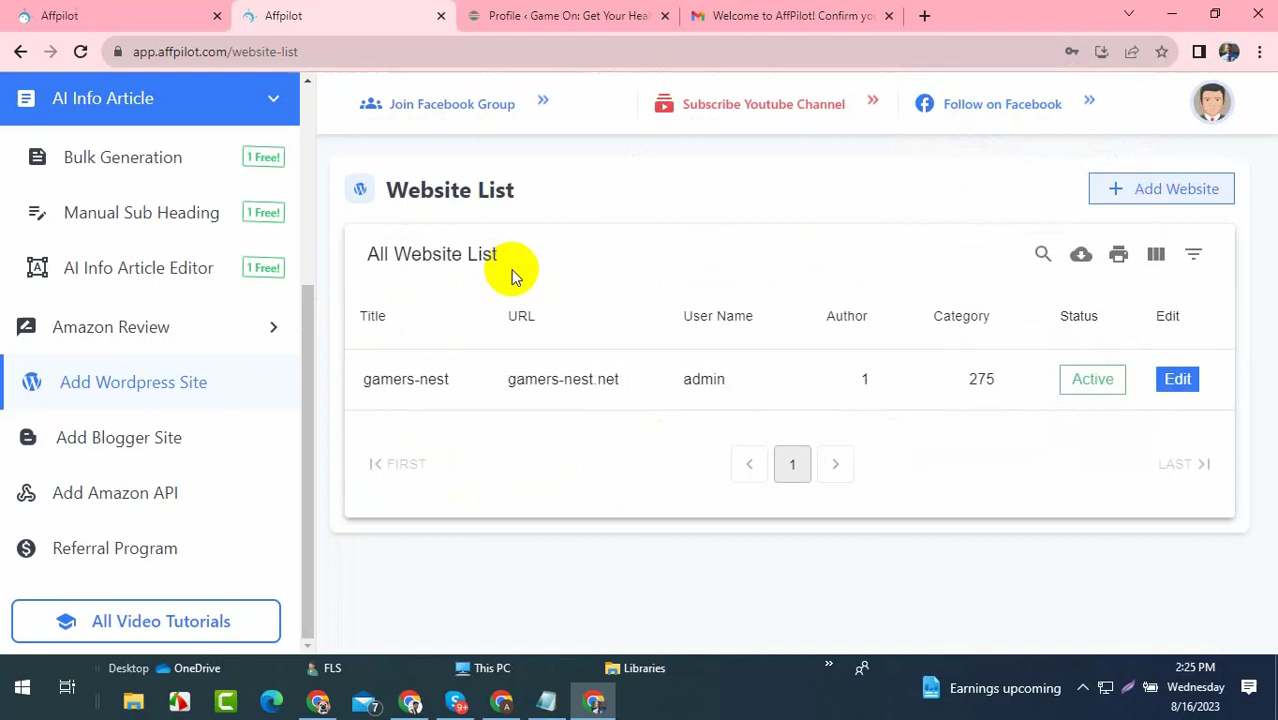 Affpilot
Affpilot
Profile ‹ Game On: Get Your Hea
Welcome to AffPilot! Confirm yo
app.affpilot.com/website-list
AI Info Article
Bulk Generation 1 Free!
Manual Sub Heading 1 Free!
AI Info Article Editor 1 Free!
Amazon Review
Add Wordpress Site
Add Blogger Site
Add Amazon API
Referral Program
All Video Tutorials
Join Facebook Group
Subscribe Youtube Channel
Follow on Facebook
Website List
+ Add Website
All Website List
Title URL User Name Author Category Status Edit
gamers-nest gamers-nest.net admin 1 275 Active Edit
FIRST 1 LAST
Desktop OneDrive FLS This PC Libraries
7
9+
A
Earnings upcoming
2:25 PM
Wednesday
8/16/2023